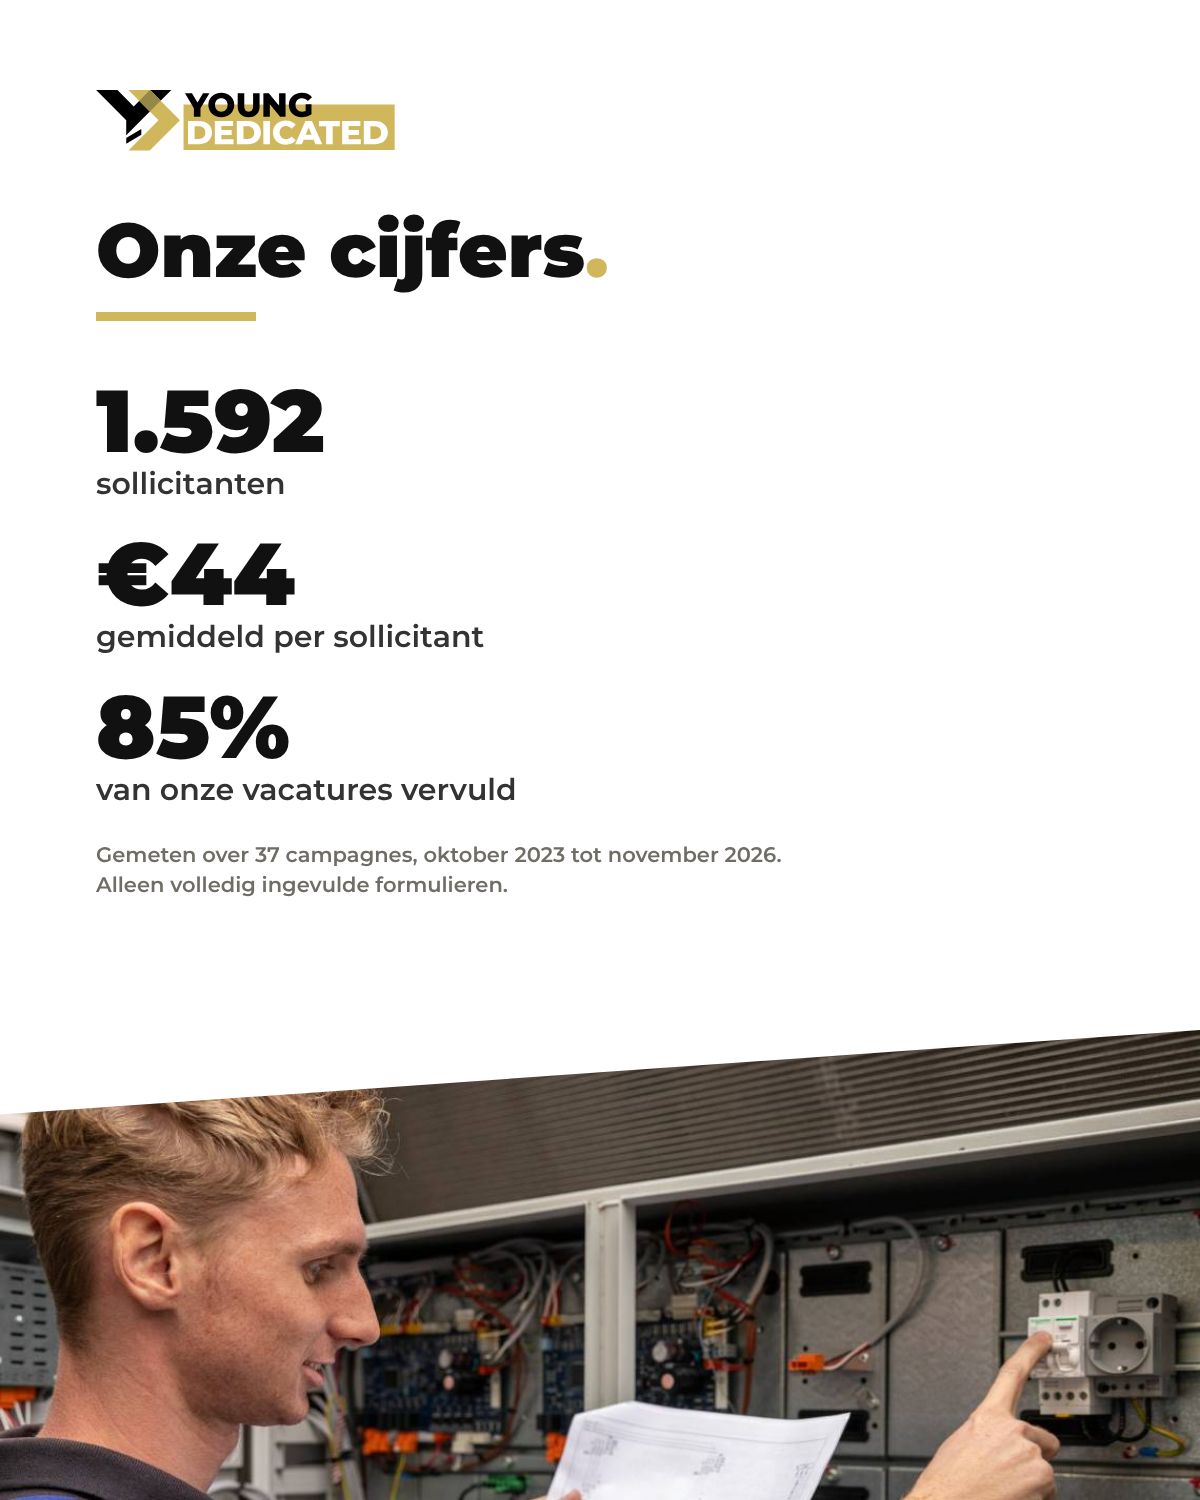 YOUNG
DEDICATED
Onze cijfers.
1.592
sollicitanten
€44
gemiddeld per sollicitant
85%
van onze vacatures vervuld
Gemeten over 37 campagnes, oktober 2023 tot november 2026.
Alleen volledig ingevulde formulieren.